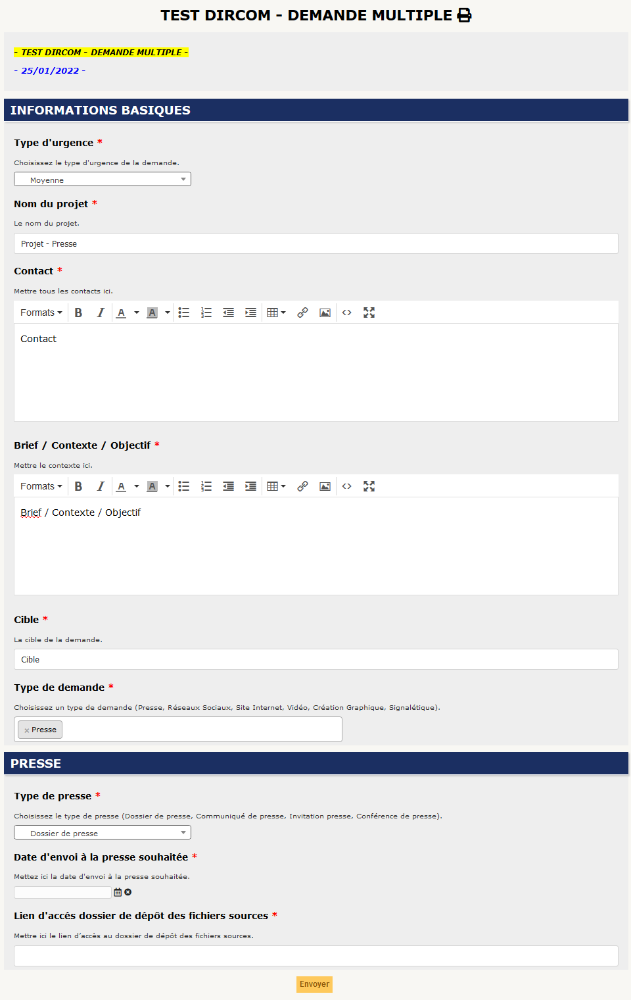 TEST DIRCOM - DEMANDE MULTIPLE
- TEST DIRCOM - DEMANDE MULTIPLE -
- 25/01/2022 -
INFORMATIONS BASIQUES
Type d'urgence *
Choisissez le type d'urgence de la demande.
Moyenne
Nom du projet *
Le nom du projet.
Projet - Presse
Contact *
Mettre tous les contacts ici.
Formats B I A A
Contact
Brief / Contexte / Objectif *
Mettre le contexte ici.
Formats B I A A
Brief / Contexte / Objectif
Cible *
La cible de la demande.
Cible
Type de demande *
Choisissez un type de demande (Presse, Réseaux Sociaux, Site Internet, Vidéo, Création Graphique, Signalétique).
× Presse
PRESSE
Type de presse *
Choisissez le type de presse (Dossier de presse, Communiqué de presse, Invitation presse, Conférence de presse).
Dossier de presse
Date d'envoi à la presse souhaitée *
Mettez ici la date d'envoi à la presse souhaitée.
Lien d'accés dossier de dépôt des fichiers sources *
Mettre ici le lien d’accès au dossier de dépôt des fichiers sources.
Envoyer